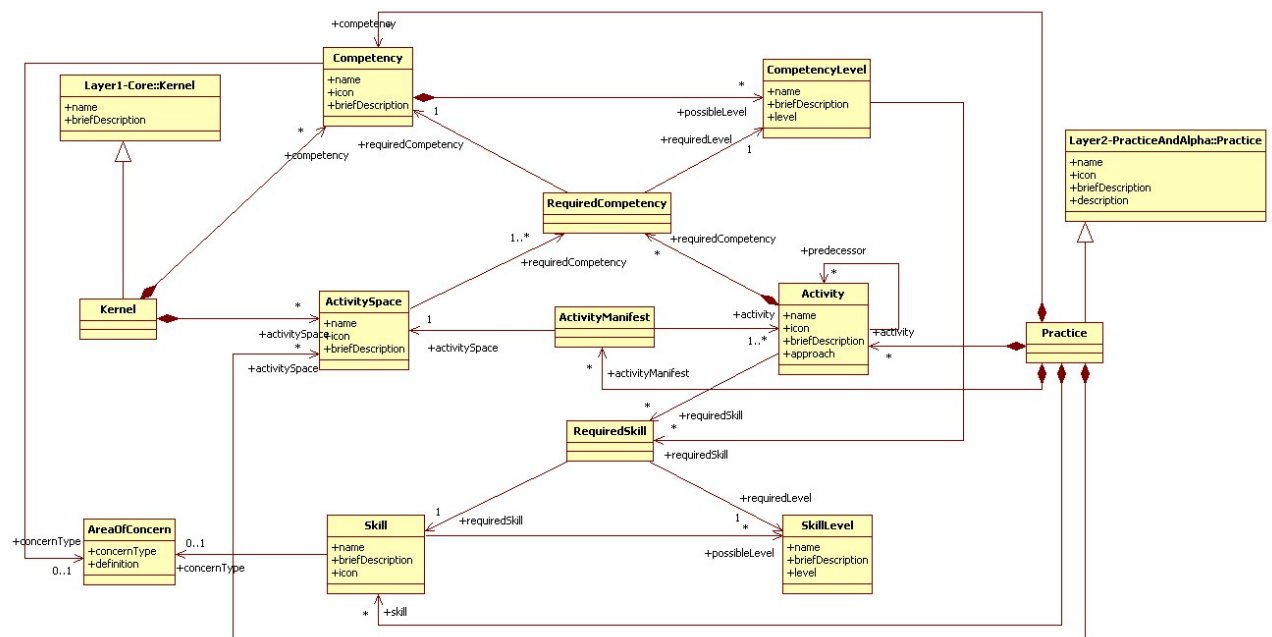 +competency
Competency
+name
+icon
+briefDescription
Layer1-Core::Kernel
+name
+briefDescription
CompetencyLevel
+name
+briefDescription
+level
*
+possibleLevel
1
+requiredCompetency
+requiredLevel
1
*
+competency
Layer2-PracticeAndAlpha::Practice
+name
+icon
+briefDescription
+description
RequiredCompetency
1..*
+requiredCompetency
+requiredCompetency
*
+predecessor
*
Kernel
*
+activitySpace
*
+activitySpace
ActivitySpace
+name
+icon
+briefDescription
1
+activitySpace
ActivityManifest
+activity
1..*
Activity
+name
+icon
+briefDescription
+approach
+activity
*
Practice
*
+activityManifest
*
+requiredSkill
RequiredSkill
*
+requiredSkill
1
+requiredSkill
+requiredLevel
1
AreaOfConcern
+concernType
+definition
+concernType
0..1
0..1
+concernType
Skill
+name
+briefDescription
+icon
*
+possibleLevel
SkillLevel
+name
+briefDescription
+level
*
+skill